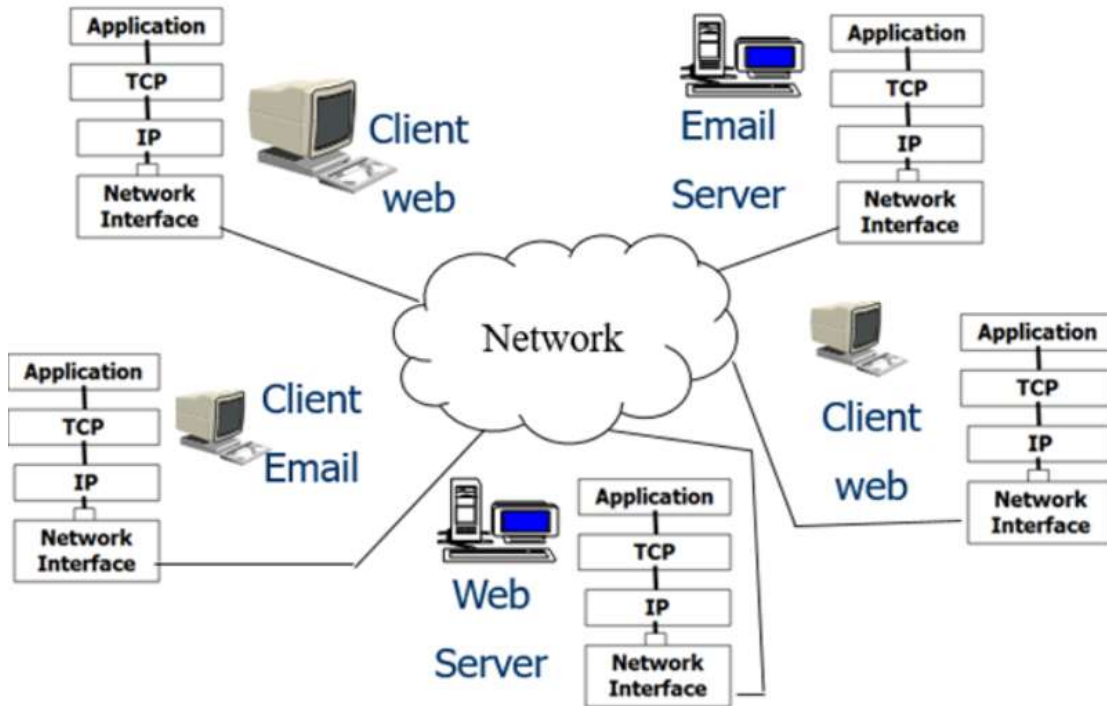 Application
TCP
IP
Network
Interface
Client
web
Email
Server
Application
TCP
IP
Network
Interface
Network
Application
TCP
IP
Network
Interface
Client
Email
Application
TCP
IP
Network
Interface
Client
web
Web
Server
Application
TCP
IP
Network
Interface